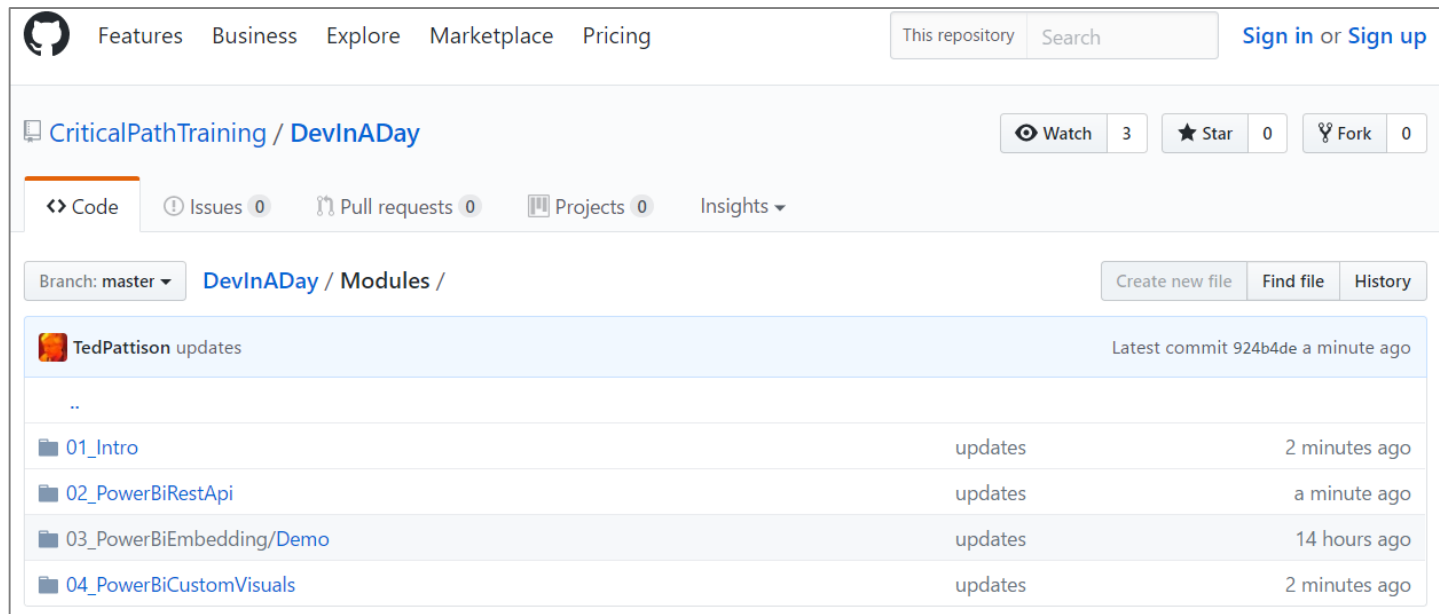 Features Business Explore Marketplace Pricing This repository Search Sign in or Sign up
CriticalPathTraining / DevInADay Watch 3 Star 0 Fork 0
Code Issues 0 Pull requests 0 Projects 0 Insights
Branch: master DevInADay / Modules / Create new file Find file History
TedPattison updates Latest commit 924b4de a minute ago
..
01_Intro updates 2 minutes ago
02_PowerBiRestApi updates a minute ago
03_PowerBiEmbedding/Demo updates 14 hours ago
04_PowerBiCustomVisuals updates 2 minutes ago